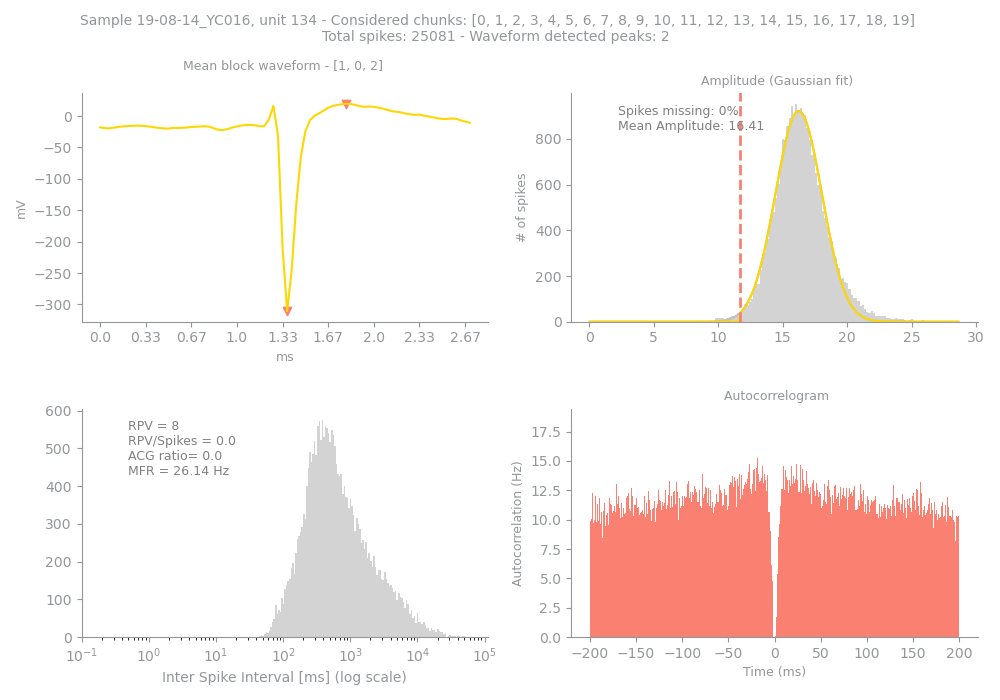 Sample 19-08-14_YC016, unit 134 - Considered chunks: [0, 1, 2, 3, 4, 5, 6, 7, 8, 9, 10, 11, 12, 13, 14, 15, 16, 17, 18, 19]
Total spikes: 25081 - Waveform detected peaks: 2
Mean block waveform - [1, 0, 2]
mV
0
−50
−100
−150
−200
−250
−300
0.0 0.33 0.67 1.0 1.33 1.67 2.0 2.33 2.67
ms
Amplitude (Gaussian fit)
Spikes missing: 0%
Mean Amplitude: 16.41
# of spikes
800
600
400
200
0
0 5 10 15 20 25 30
RPV = 8
RPV/Spikes = 0.0
ACG ratio= 0.0
MFR = 26.14 Hz
600
500
400
300
200
100
0
10−1 100 101 102 103 104 105
Inter Spike Interval [ms] (log scale)
Autocorrelogram
Autocorrelation (Hz)
17.5
15.0
12.5
10.0
7.5
5.0
2.5
0.0
−200 −150 −100 −50 0 50 100 150 200
Time (ms)